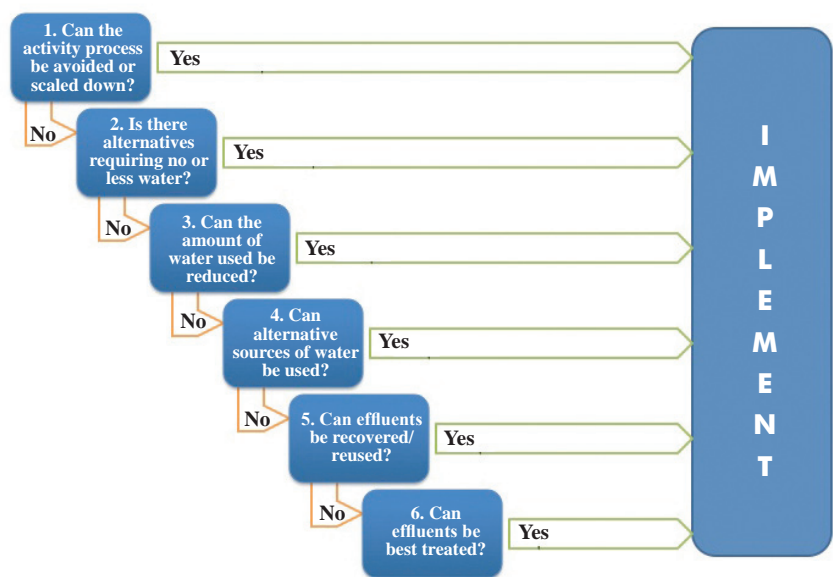 1. Can the
activity process
be avoided or
scaled down?
Yes
No
2. Is there
alternatives
requiring no or
less water?
Yes
No
3. Can the
amount of
water used be
reduced?
Yes
No
4. Can
alternative
sources of water
be used?
Yes
No
5. Can effluents
be recovered/
reused?
Yes
No
6. Can
effluents be
best treated?
Yes
I
M
P
L
E
M
E
N
T